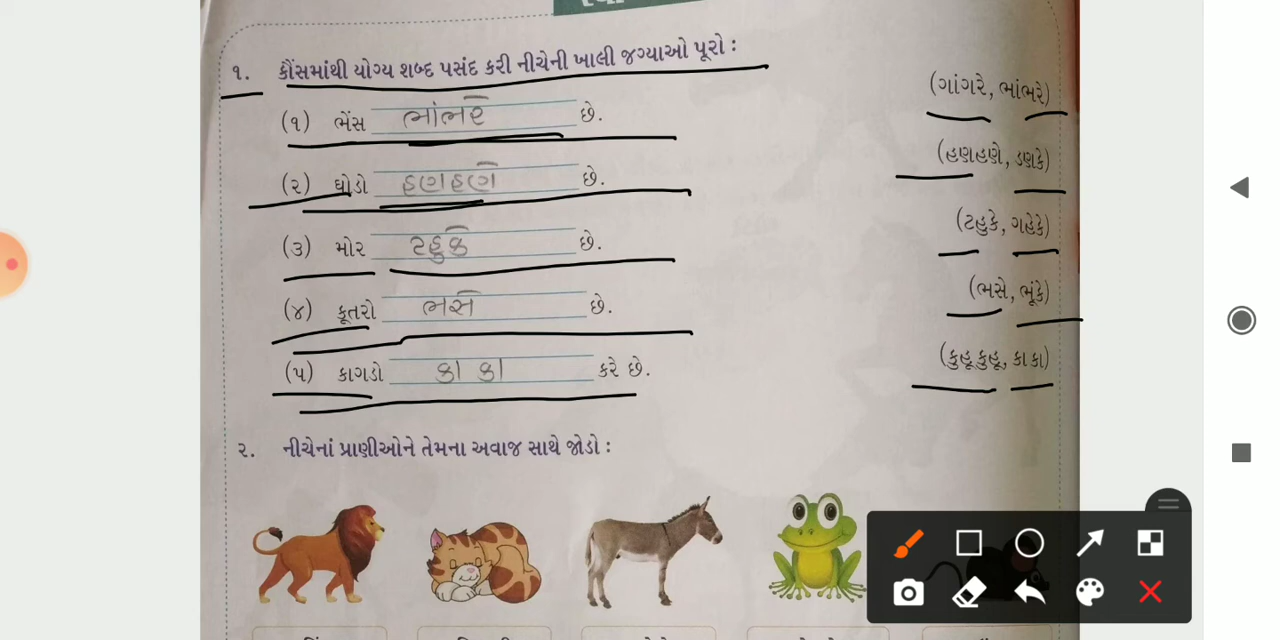 ૧. કૌંસમાંથી યોગ્ય શબ્દ પસંદ કરી નીચેની ખાલી જગ્યાઓ પૂરો :
(૧) ભેંસ ભાંભરે છે. (ગાંગરે, ભાંભરે)
(૨) ઘોડો હણહણે છે. (હણહણે, ડણકે)
(૩) મોર ટહુકે છે. (ટહુકે, ગહેકે)
(૪) કૂતરો ભસે છે. (ભસે, ભૂંકે)
(૫) કાગડો કા કા કરે છે. (કુહૂકુહૂ, કા કા)
૨. નીચેનાં પ્રાણીઓને તેમના અવાજ સાથે જોડો :